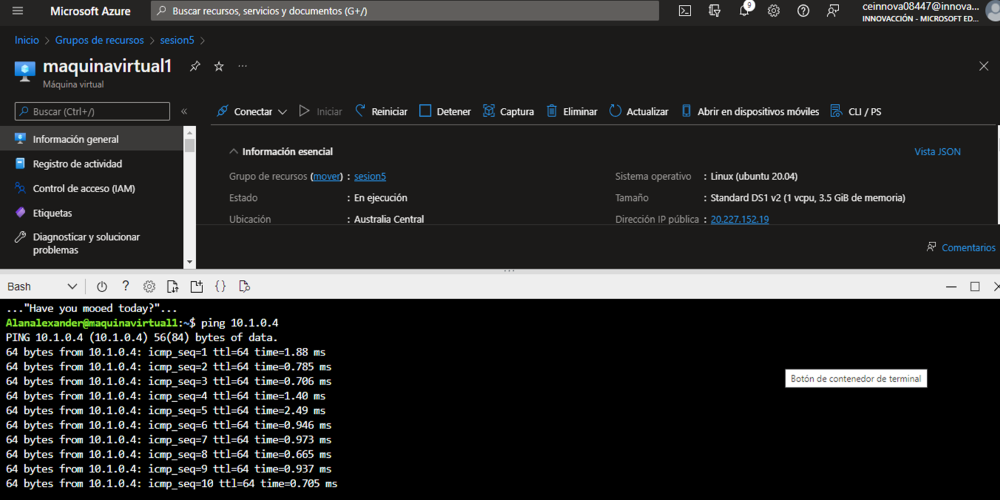 Microsoft Azure
Buscar recursos, servicios y documentos (G+/)
9
ceinnova08447@innova...
INNOVACCIÓN - MICROSOFT ED...
Inicio > Grupos de recursos > sesion5 >
maquinavirtual1
Máquina virtual
Buscar (Ctrl+/)
Conectar
Iniciar
Reiniciar
Detener
Captura
Eliminar
Actualizar
Abrir en dispositivos móviles
CLI / PS
Información general
Registro de actividad
Control de acceso (IAM)
Etiquetas
Diagnosticar y solucionar
problemas
Información esencial
Vista JSON
Grupo de recursos (mover) : sesion5
Estado : En ejecución
Ubicación : Australia Central
Sistema operativo : Linux (ubuntu 20.04)
Tamaño : Standard DS1 v2 (1 vcpu, 3.5 GiB de memoria)
Dirección IP pública : 20.227.152.19
Comentarios
Bash
..."Have you mooed today?"...
Alanalexander@maquinavirtual1:~$ ping 10.1.0.4
PING 10.1.0.4 (10.1.0.4) 56(84) bytes of data.
64 bytes from 10.1.0.4: icmp_seq=1 ttl=64 time=1.88 ms
64 bytes from 10.1.0.4: icmp_seq=2 ttl=64 time=0.785 ms
64 bytes from 10.1.0.4: icmp_seq=3 ttl=64 time=0.706 ms
64 bytes from 10.1.0.4: icmp_seq=4 ttl=64 time=1.40 ms
64 bytes from 10.1.0.4: icmp_seq=5 ttl=64 time=2.49 ms
64 bytes from 10.1.0.4: icmp_seq=6 ttl=64 time=0.946 ms
64 bytes from 10.1.0.4: icmp_seq=7 ttl=64 time=0.973 ms
64 bytes from 10.1.0.4: icmp_seq=8 ttl=64 time=0.665 ms
64 bytes from 10.1.0.4: icmp_seq=9 ttl=64 time=0.937 ms
64 bytes from 10.1.0.4: icmp_seq=10 ttl=64 time=0.705 ms
Botón de contenedor de terminal